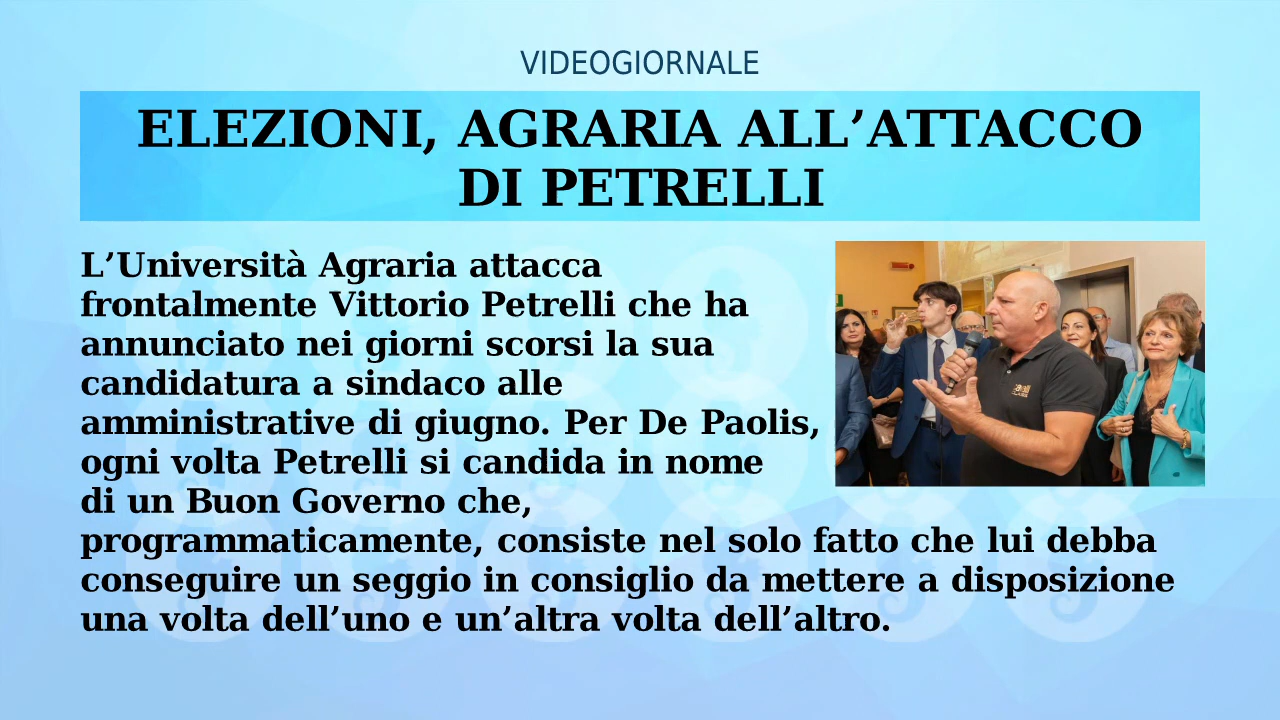 VIDEOGIORNALE
ELEZIONI, AGRARIA ALL’ATTACCO
DI PETRELLI
L’Università Agraria attacca
frontalmente Vittorio Petrelli che ha
annunciato nei giorni scorsi la sua
candidatura a sindaco alle
amministrative di giugno. Per De Paolis,
ogni volta Petrelli si candida in nome
di un Buon Governo che,
programmaticamente, consiste nel solo fatto che lui debba
conseguire un seggio in consiglio da mettere a disposizione
una volta dell’uno e un’altra volta dell’altro.